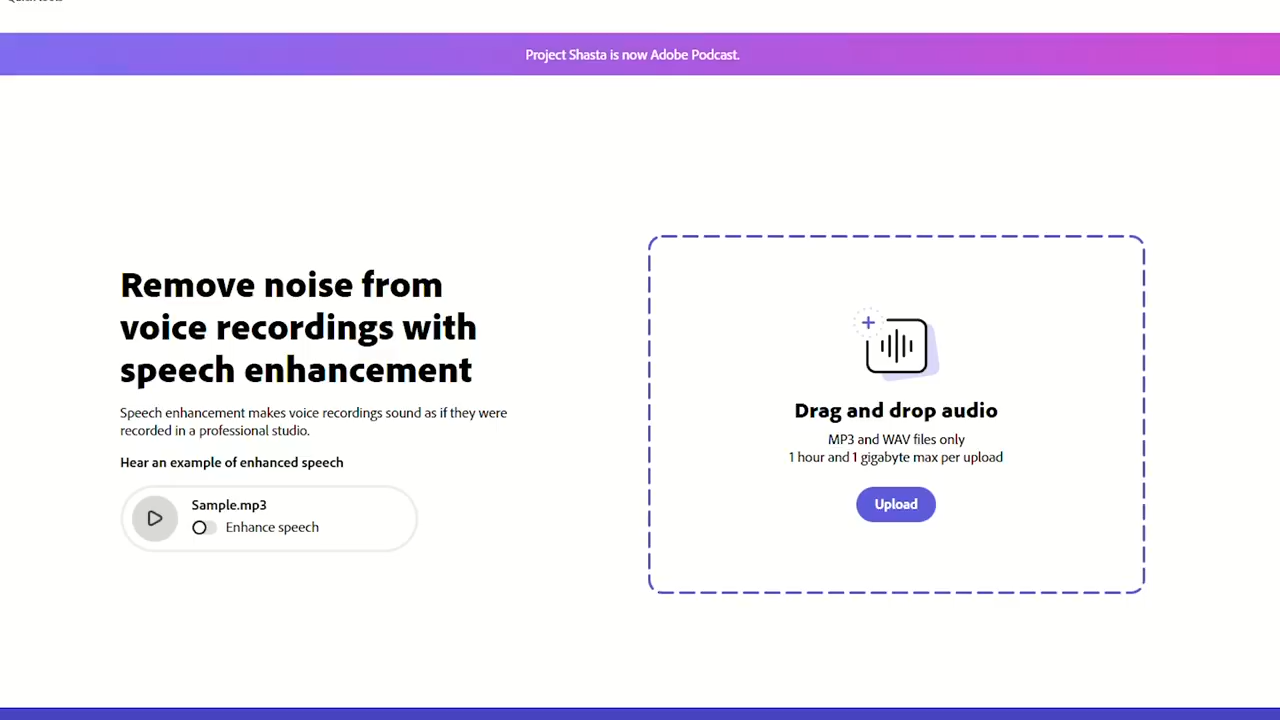 Project Shasta is now Adobe Podcast.
Remove noise from
voice recordings with
speech enhancement
Speech enhancement makes voice recordings sound as if they were
recorded in a professional studio.
Hear an example of enhanced speech
Sample.mp3
Enhance speech
Drag and drop audio
MP3 and WAV files only
1 hour and 1 gigabyte max per upload
Upload